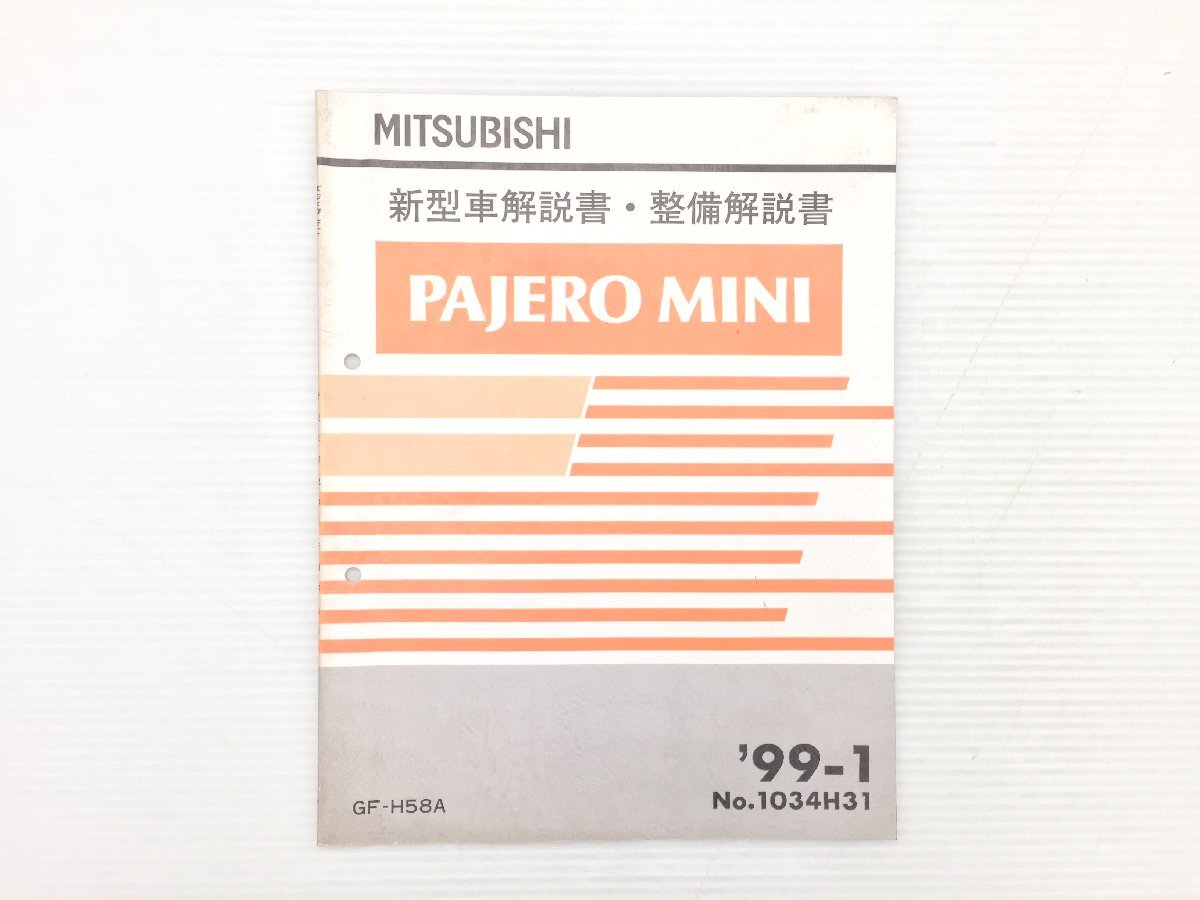 MITSUBISHI
新型車解説書・整備解説書
PAJERO MINI
'99-1
No.1034H31
GF-H58A